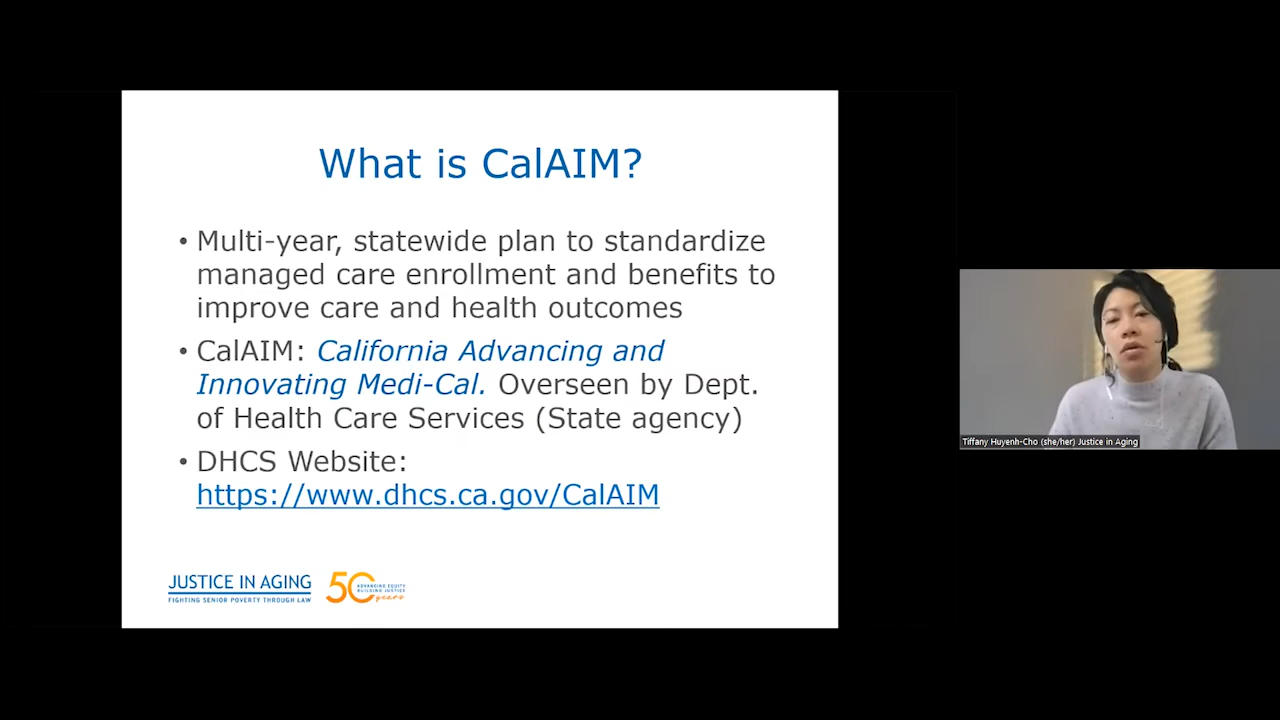 What is CalAIM?
• Multi-year, statewide plan to standardize
managed care enrollment and benefits to
improve care and health outcomes
• CalAIM: California Advancing and
Innovating Medi-Cal. Overseen by Dept.
of Health Care Services (State agency)
• DHCS Website:
https://www.dhcs.ca.gov/CalAIM
JUSTICE IN AGING
FIGHTING SENIOR POVERTY THROUGH LAW
50
ADVANCING EQUITY
BUILDING JUSTICE
years
Tiffany Huyenh-Cho (she/her) Justice in Aging